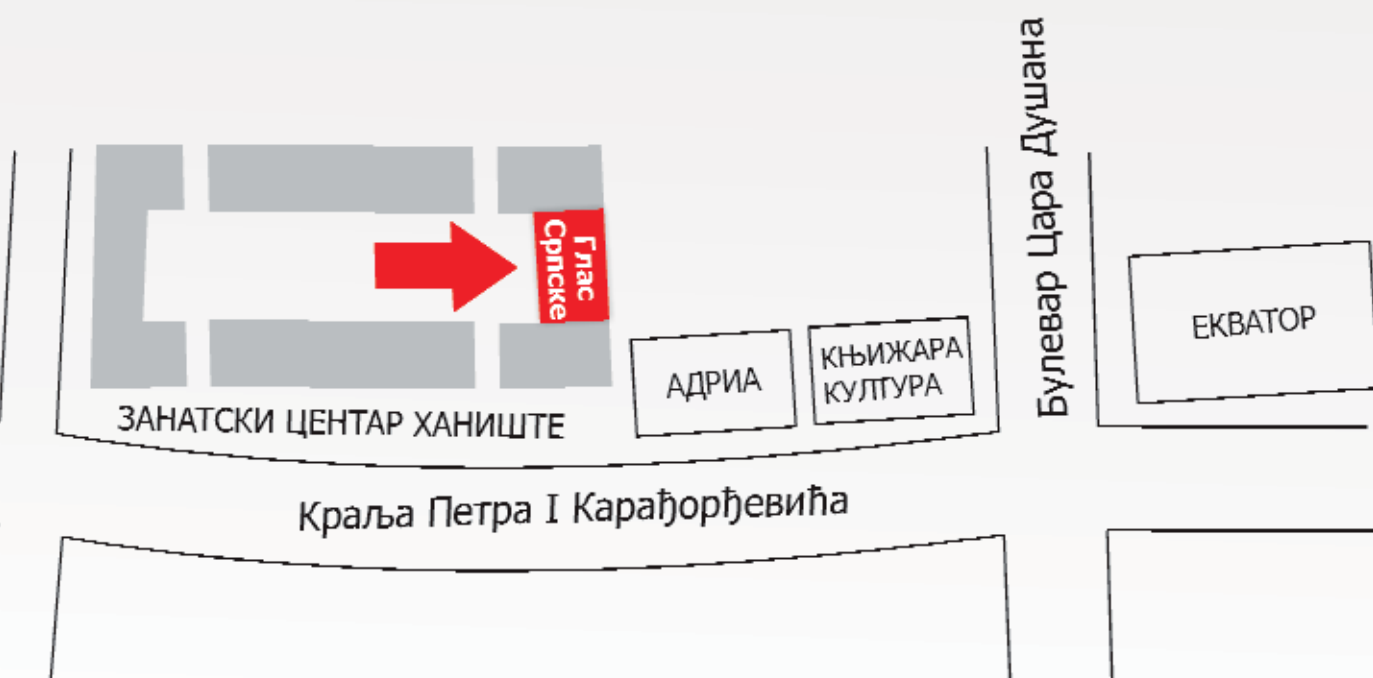 Булевар Цара Душана
Глас
Српске
ЕКВАТОР
КЊИЖАРА
КУЛТУРА
АДРИА
ЗАНАТСКИ ЦЕНТАР ХАНИШТЕ
Краља Петра I Карађорђевића